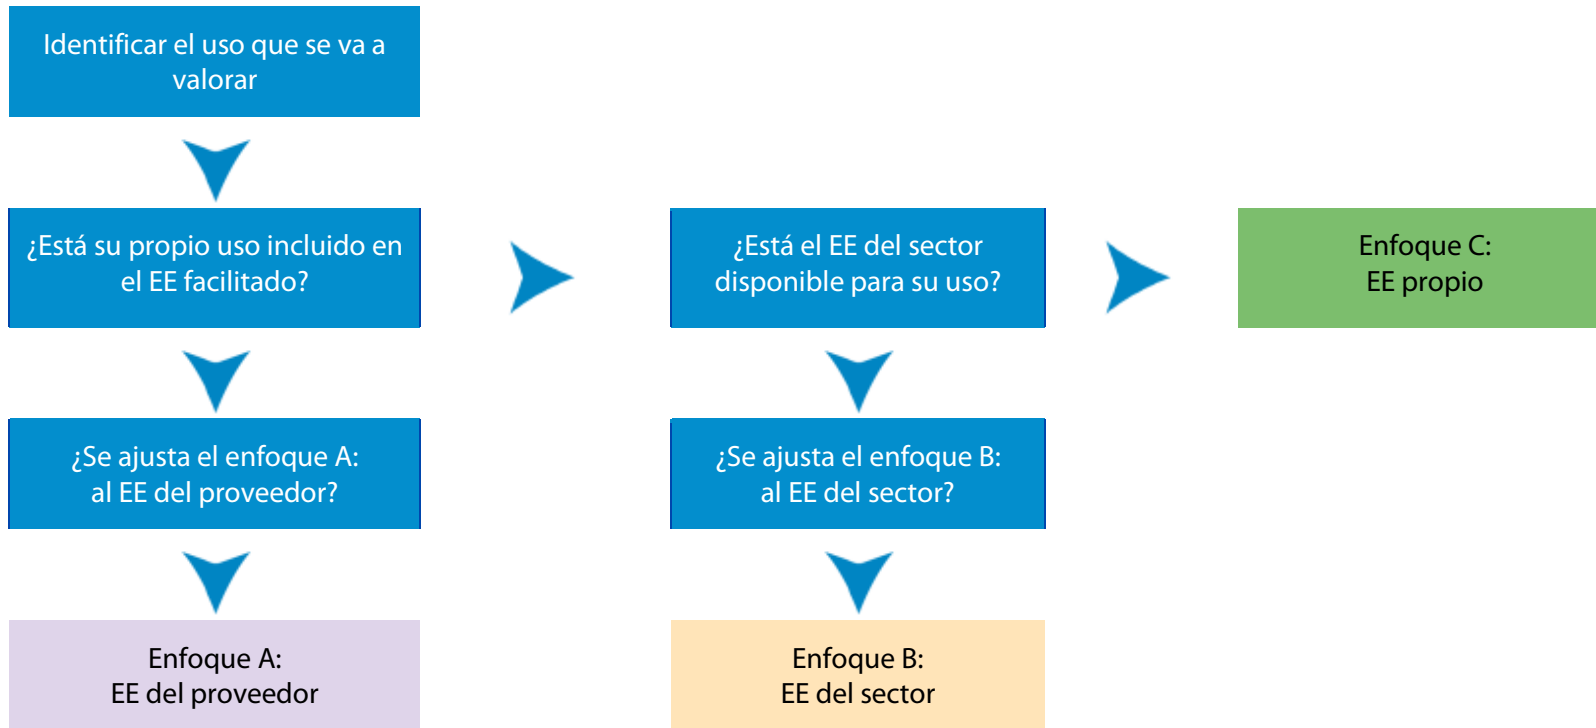 Identificar el uso que se va a
valorar
¿Está su propio uso incluido en
el EE facilitado?
¿Está el EE del sector
disponible para su uso?
Enfoque C:
EE propio
¿Se ajusta el enfoque A:
al EE del proveedor?
¿Se ajusta el enfoque B:
al EE del sector?
Enfoque A:
EE del proveedor
Enfoque B:
EE del sector